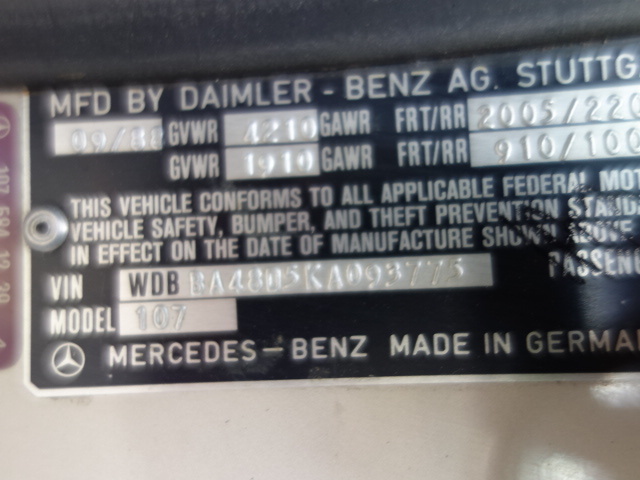 MFD BY DAIMLER - BENZ AG. STUTTG
09/88 GVWR 4210 GAWR FRT/RR 2005/220
GVWR 1910 GAWR FRT/RR 910/100
THIS VEHICLE CONFORMS TO ALL APPLICABLE FEDERAL MOT
VEHICLE SAFETY, BUMPER, AND THEFT PREVENTION STAND
IN EFFECT ON THE DATE OF MANUFACTURE SHOWN ABOVE
VIN WDB BA48D5KA093775 PASSEN
MODEL 107
MERCEDES-BENZ MADE IN GERMA